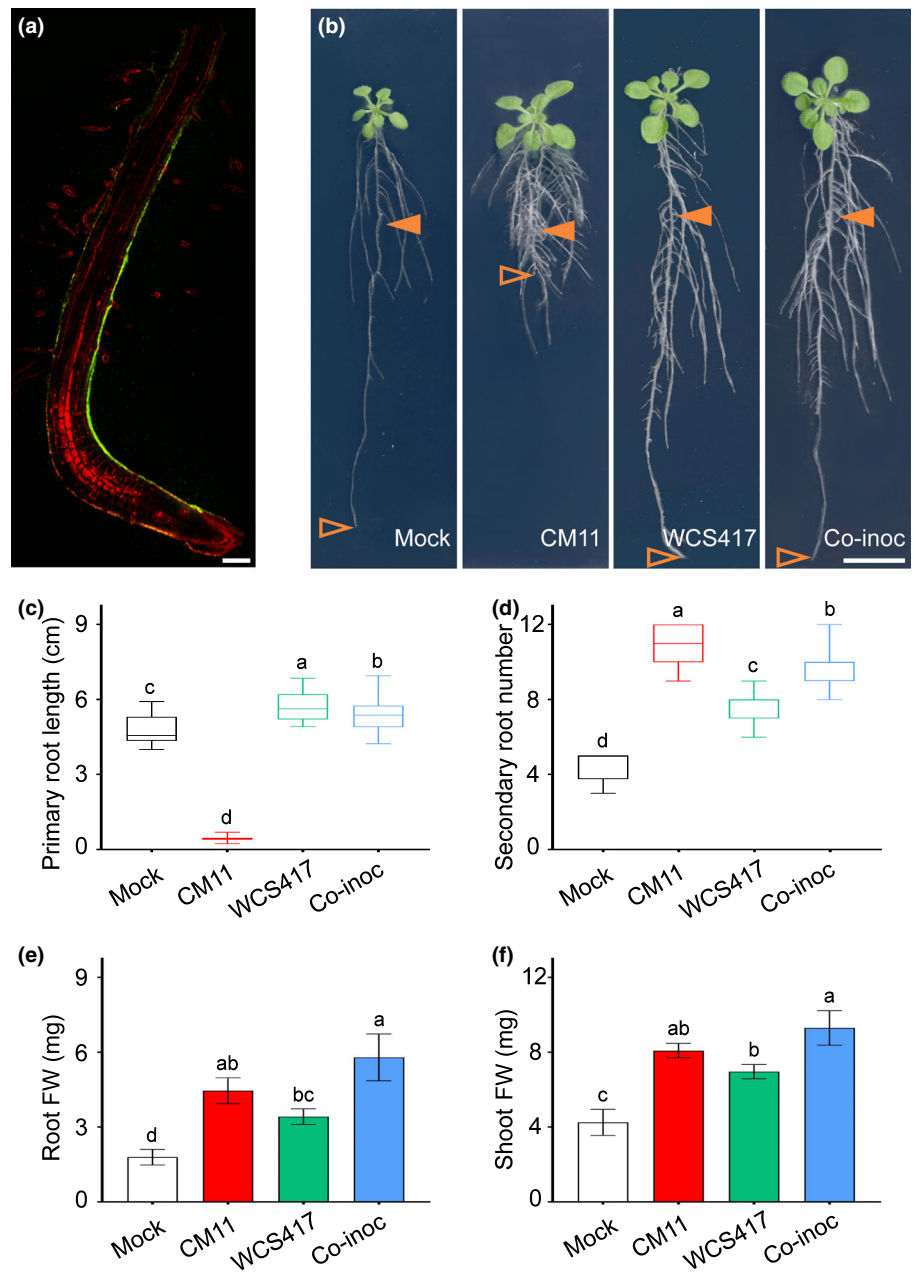 (a)
(b)
Mock
CM11
WCS417
Co-inoc
(c)
Primary root length (cm)
9
6
3
0
c
d
a
b
Mock
CM11
WCS417
Co-inoc
(d)
Secondary root number
12
8
4
0
d
a
c
b
Mock
CM11
WCS417
Co-inoc
(e)
Root FW (mg)
9
6
3
0
d
ab
bc
a
Mock
CM11
WCS417
Co-inoc
(f)
Shoot FW (mg)
12
8
4
0
c
ab
b
a
Mock
CM11
WCS417
Co-inoc